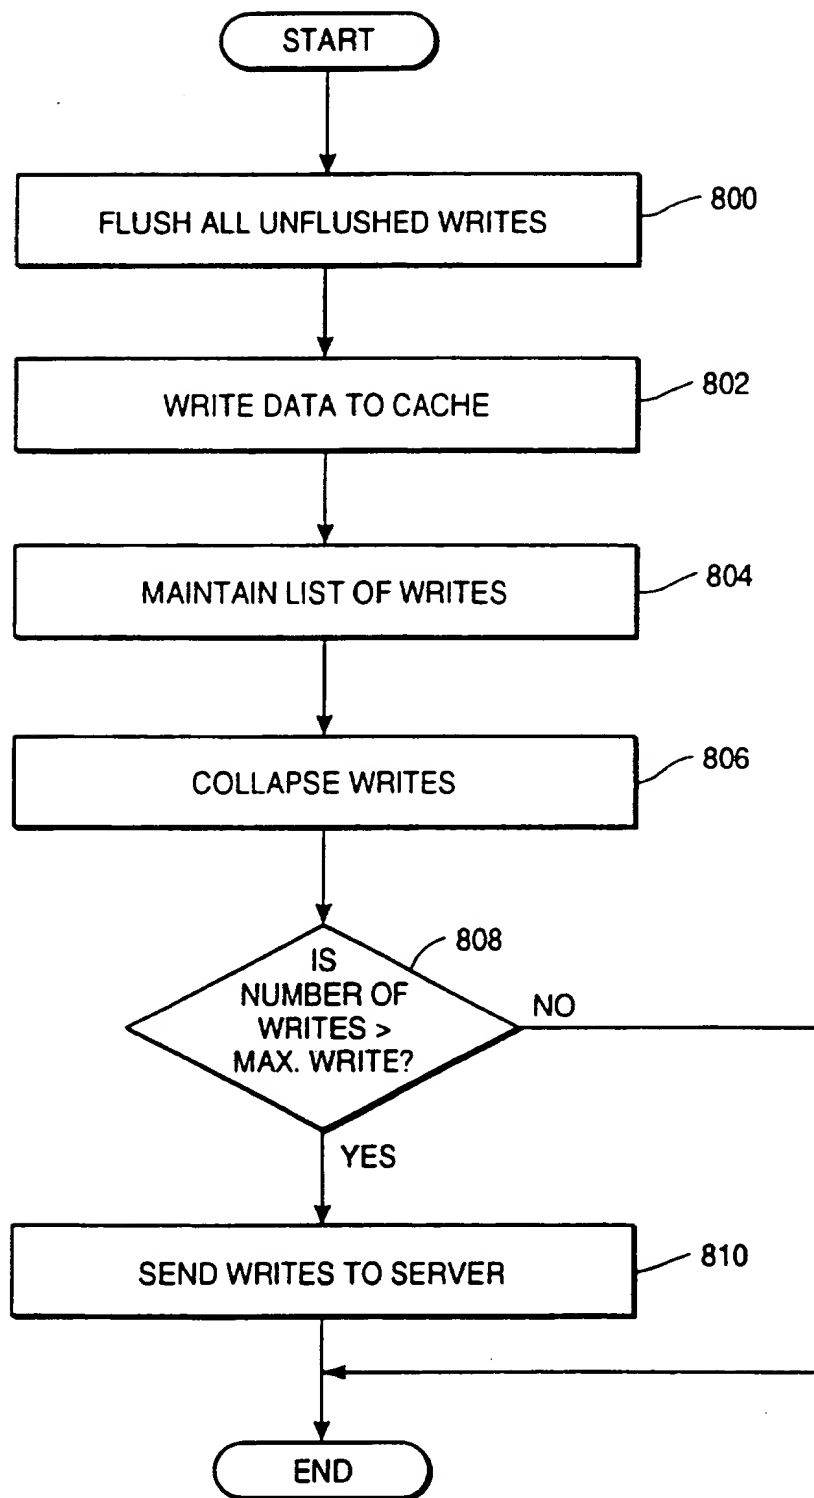 START
FLUSH ALL UNFLUSHED WRITES
800
WRITE DATA TO CACHE
802
MAINTAIN LIST OF WRITES
804
COLLAPSE WRITES
806
808
IS
NUMBER OF
WRITES >
MAX. WRITE?
NO
YES
SEND WRITES TO SERVER
810
END